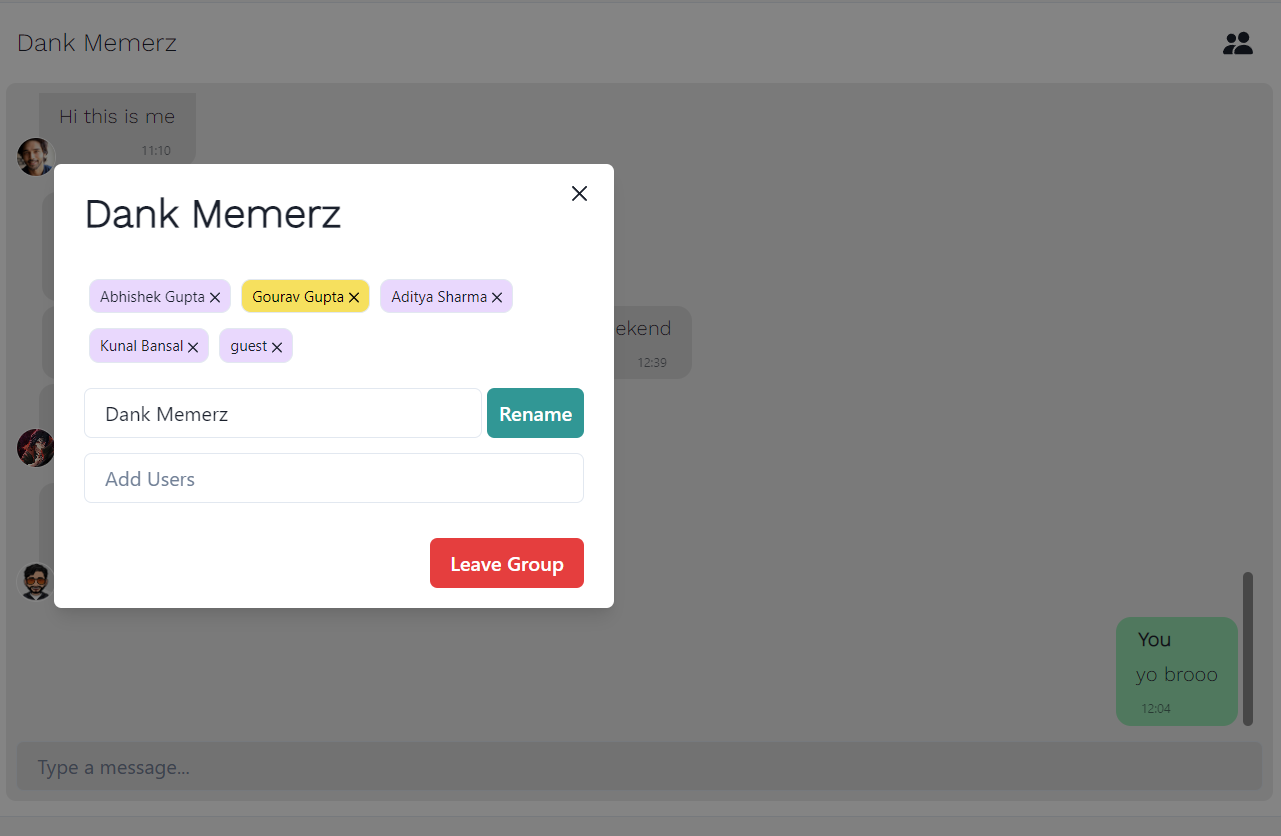 Dank Memerz
Hi this is me
11:10
Dank Memerz
Abhishek Gupta
Gourav Gupta
Aditya Sharma
Kunal Bansal
guest
ekend
12:39
Dank Memerz
Rename
Add Users
Leave Group
You
yo brooo
12:04
Type a message...